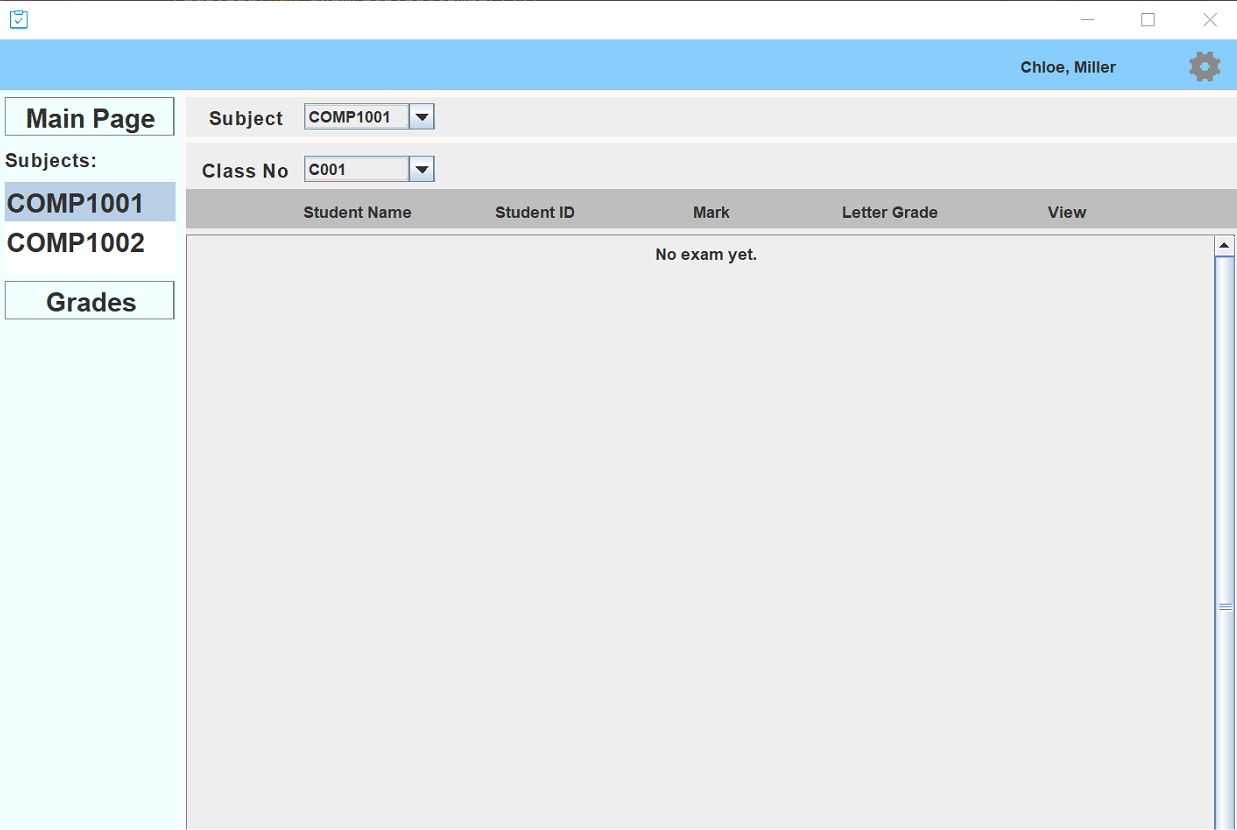 Chloe, Miller
Main Page
Subject COMP1001
Subjects:
Class No C001
COMP1001
COMP1002
Student Name Student ID Mark Letter Grade View
No exam yet.
Grades